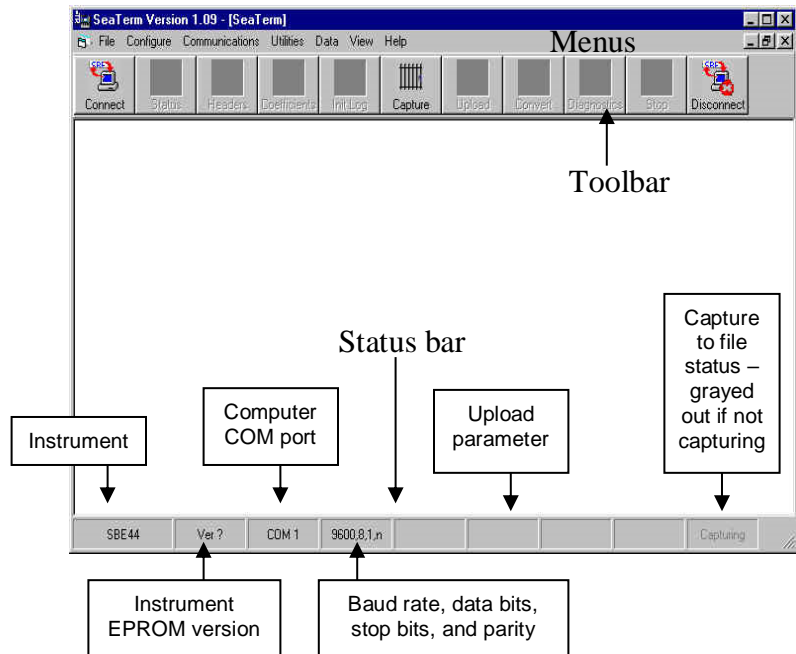 SeaTerm Version 1.09 - [SeaTerm]
File Configure Communications Utilities Data View Help
Menus
SBE SBE
Connect Status Headers Coefficients Init Log Capture Upload Convert Diagnostics Stop Disconnect
Toolbar
Status bar
Capture
to file
status –
grayed
out if not
capturing
Instrument
Computer
COM port
Upload
parameter
SBE44 Ver ? COM 1 9600,8,1,n Capturing
Instrument
EPROM version
Baud rate, data bits,
stop bits, and parity